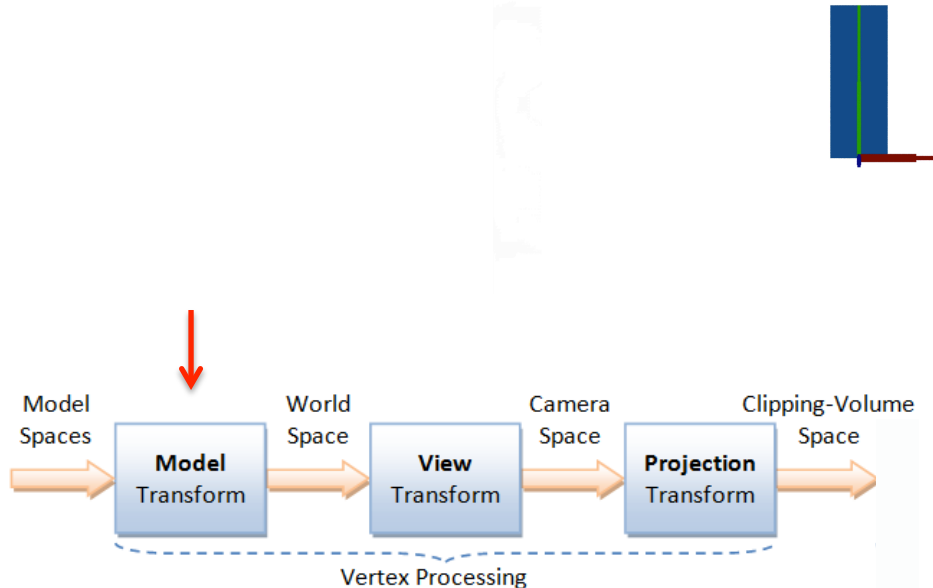 Model
Spaces
Model
Transform
World
Space
View
Transform
Camera
Space
Projection
Transform
Clipping-Volume
Space
Vertex Processing